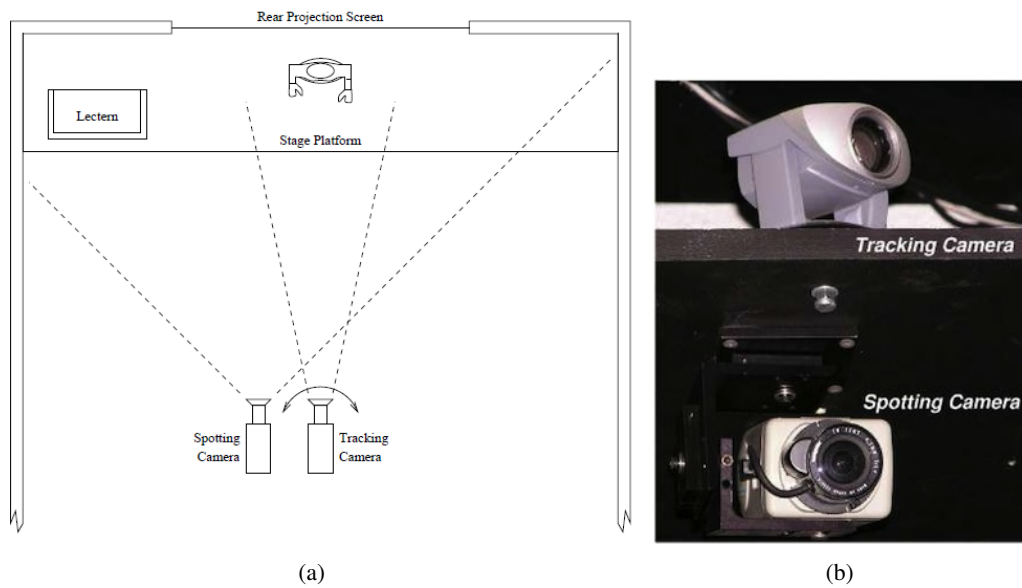 Rear Projection Screen
Lectern
Stage Platform
Spotting
Camera
Tracking
Camera
(a)
Tracking Camera
Spotting Camera
(b)